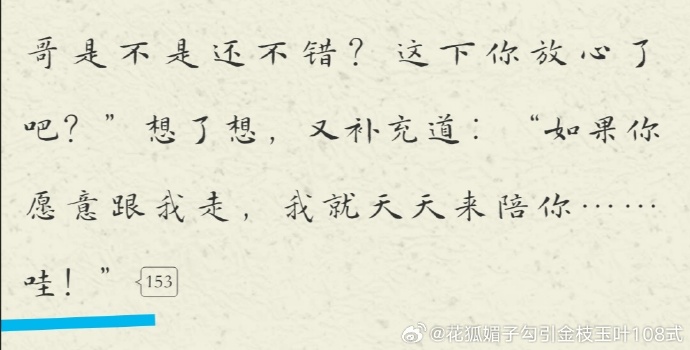 哥是不是还不错？这下你放心了
吧？”想了想，又补充道：“如果你
愿意跟我走，我就天天来陪你……
哇！” 153
@花狐媚子勾引金枝玉叶108式